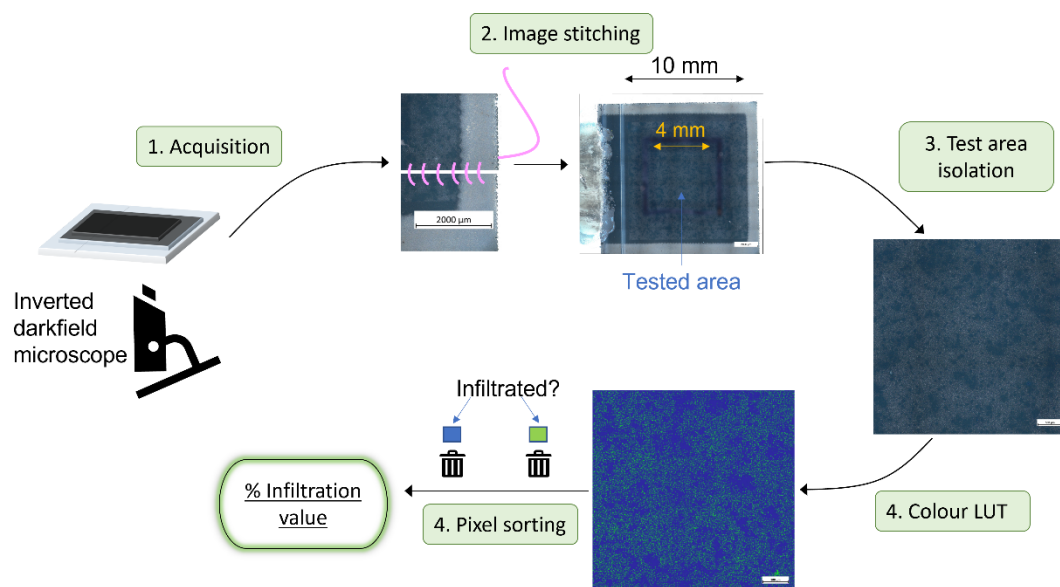 2. Image stitching
10 mm
1. Acquisition
4 mm
3. Test area
isolation
2000 µm
Tested area
Inverted
darkfield
microscope
Infiltrated?
% Infiltration
value
4. Pixel sorting
4. Colour LUT